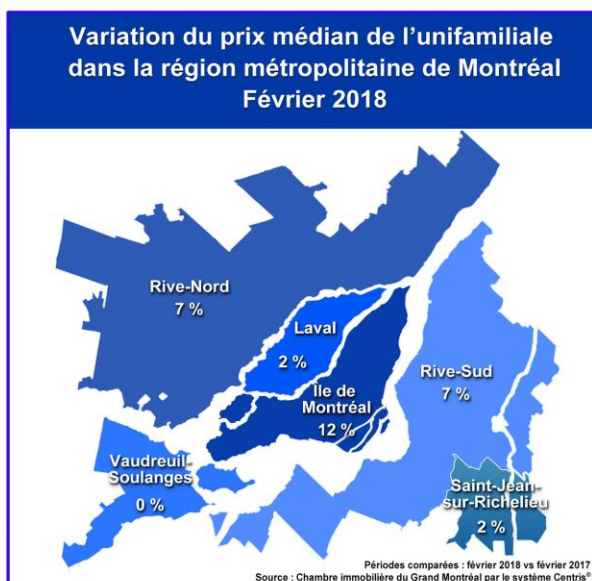 Variation du prix médian de l’unifamiliale
dans la région métropolitaine de Montréal
Février 2018
Rive-Nord
7 %
Laval
2 %
Île de
Montréal
12 %
Rive-Sud
7 %
Vaudreuil-
Soulanges
0 %
Saint-Jean-
sur-Richelieu
2 %
Périodes comparées : février 2018 vs février 2017
Source : Chambre immobilière du Grand Montréal par le système Centris®